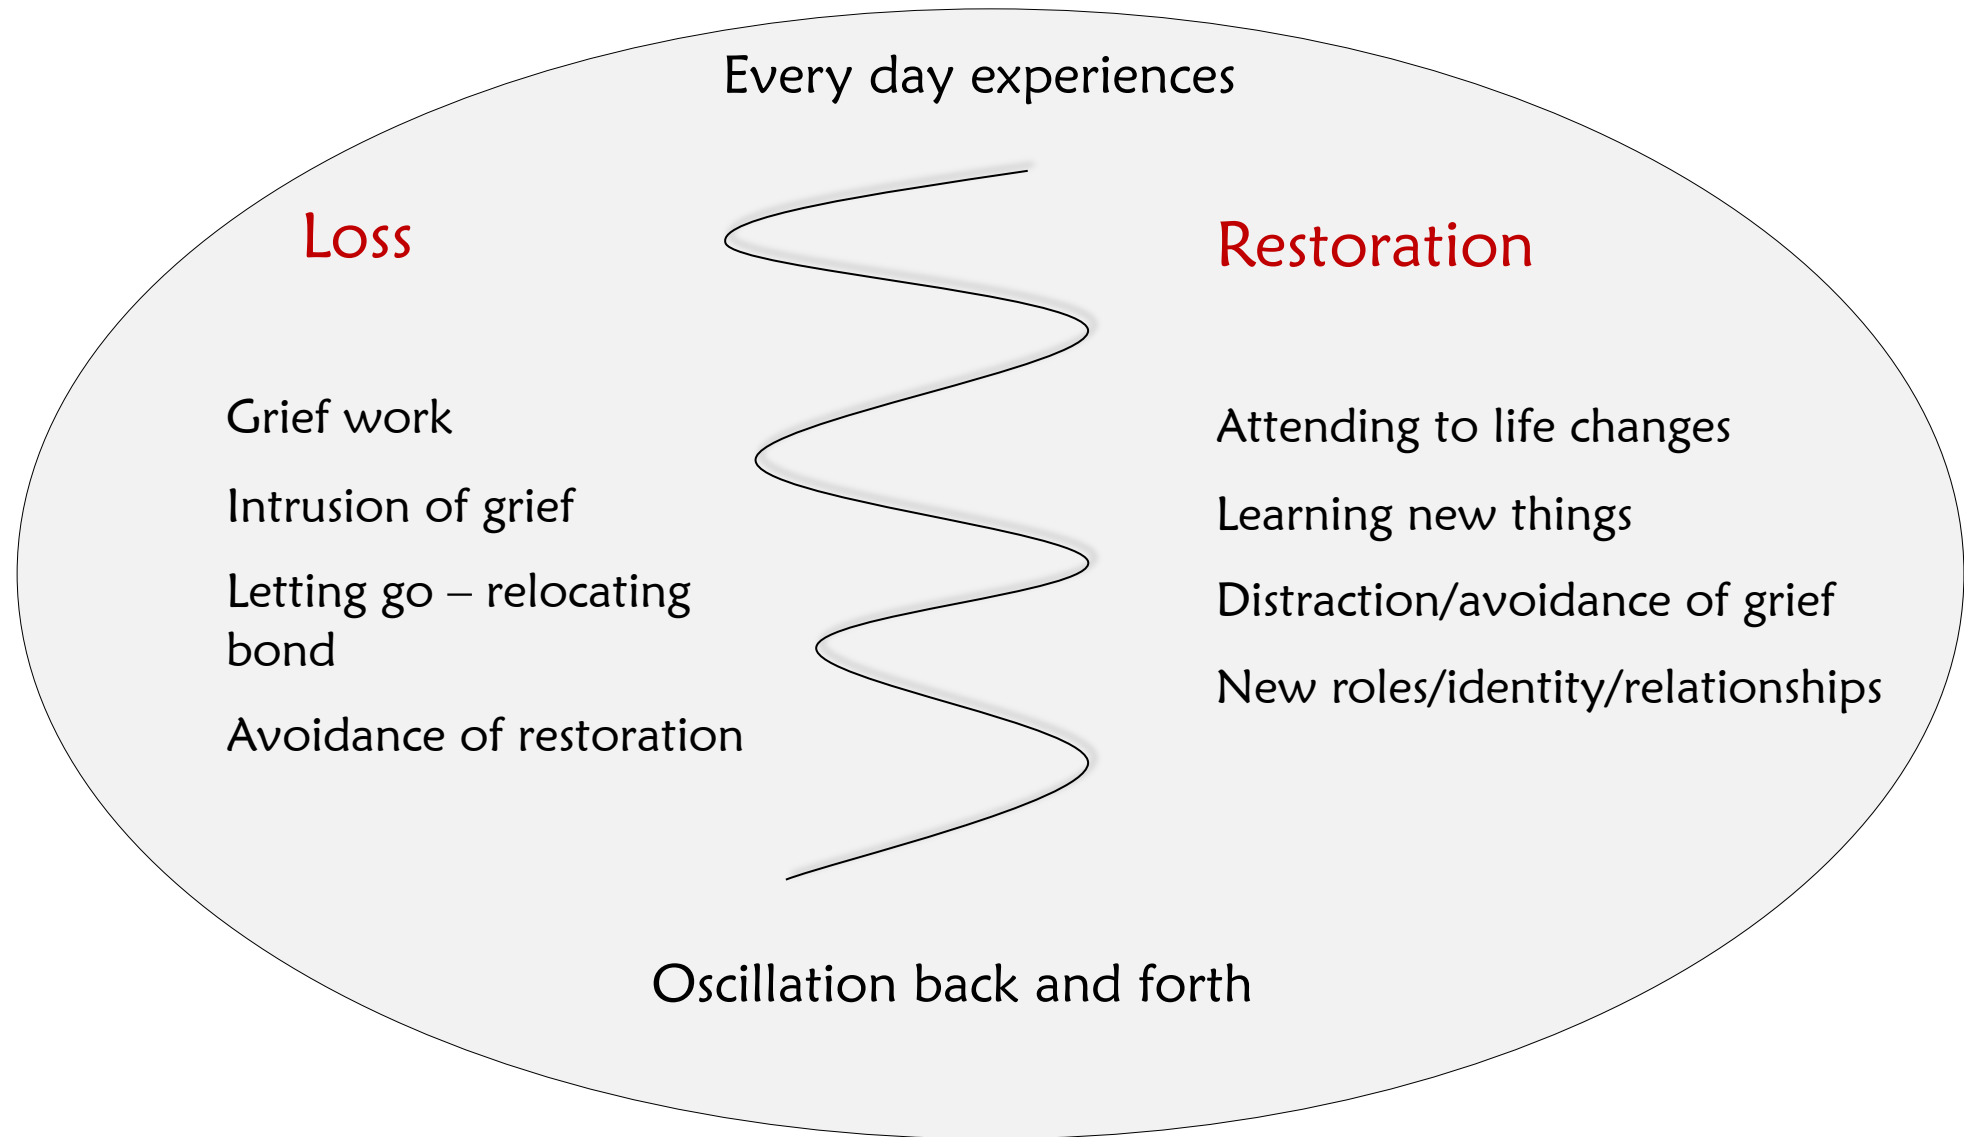 Every day experiences
Loss
Grief work
Intrusion of grief
Letting go – relocating
bond
Avoidance of restoration
Restoration
Attending to life changes
Learning new things
Distraction/avoidance of grief
New roles/identity/relationships
Oscillation back and forth